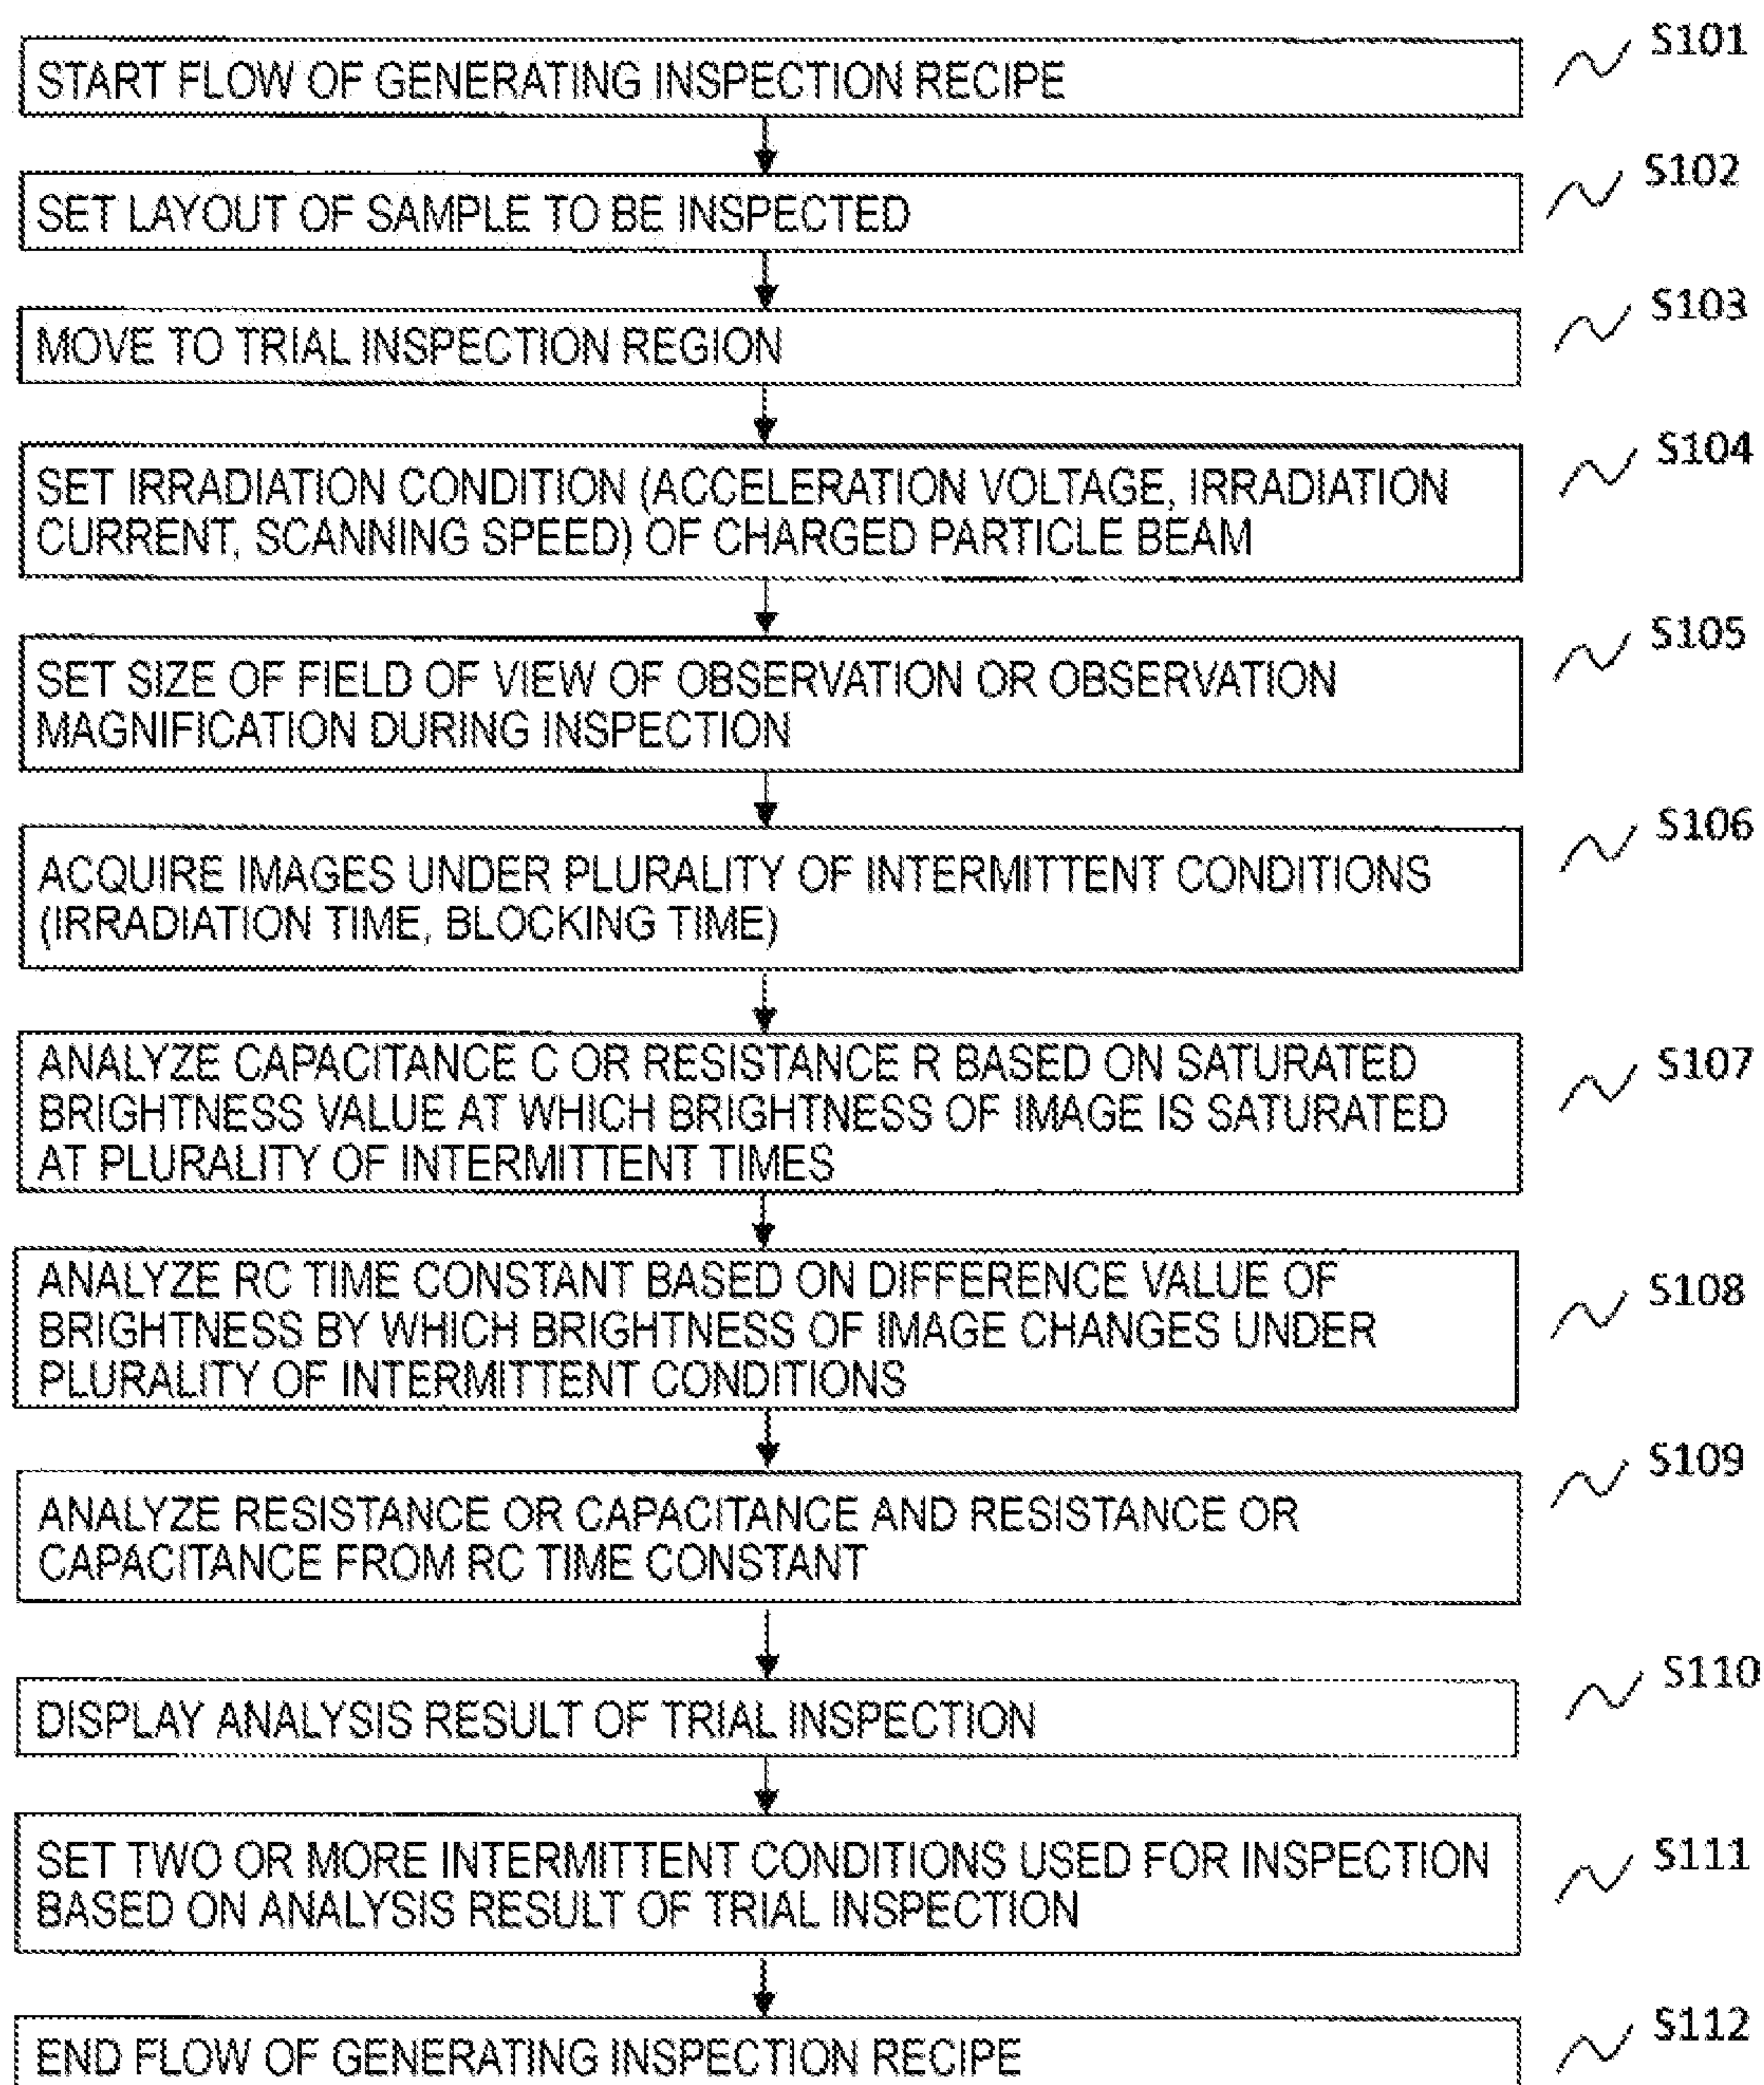 START FLOW OF GENERATING INSPECTION RECIPE
S101
SET LAYOUT OF SAMPLE TO BE INSPECTED
S102
MOVE TO TRIAL INSPECTION REGION
S103
SET IRRADIATION CONDITION (ACCELERATION VOLTAGE, IRRADIATION
CURRENT, SCANNING SPEED) OF CHARGED PARTICLE BEAM
S104
SET SIZE OF FIELD OF VIEW OF OBSERVATION OR OBSERVATION
MAGNIFICATION DURING INSPECTION
S105
ACQUIRE IMAGES UNDER PLURALITY OF INTERMITTENT CONDITIONS
(IRRADIATION TIME, BLOCKING TIME)
S106
ANALYZE CAPACITANCE C OR RESISTANCE R BASED ON SATURATED
BRIGHTNESS VALUE AT WHICH BRIGHTNESS OF IMAGE IS SATURATED
AT PLURALITY OF INTERMITTENT TIMES
S107
ANALYZE RC TIME CONSTANT BASED ON DIFFERENCE VALUE OF
BRIGHTNESS BY WHICH BRIGHTNESS OF IMAGE CHANGES UNDER
PLURALITY OF INTERMITTENT CONDITIONS
S108
ANALYZE RESISTANCE OR CAPACITANCE AND RESISTANCE OR
CAPACITANCE FROM RC TIME CONSTANT
S109
DISPLAY ANALYSIS RESULT OF TRIAL INSPECTION
S110
SET TWO OR MORE INTERMITTENT CONDITIONS USED FOR INSPECTION
BASED ON ANALYSIS RESULT OF TRIAL INSPECTION
S111
END FLOW OF GENERATING INSPECTION RECIPE
S112